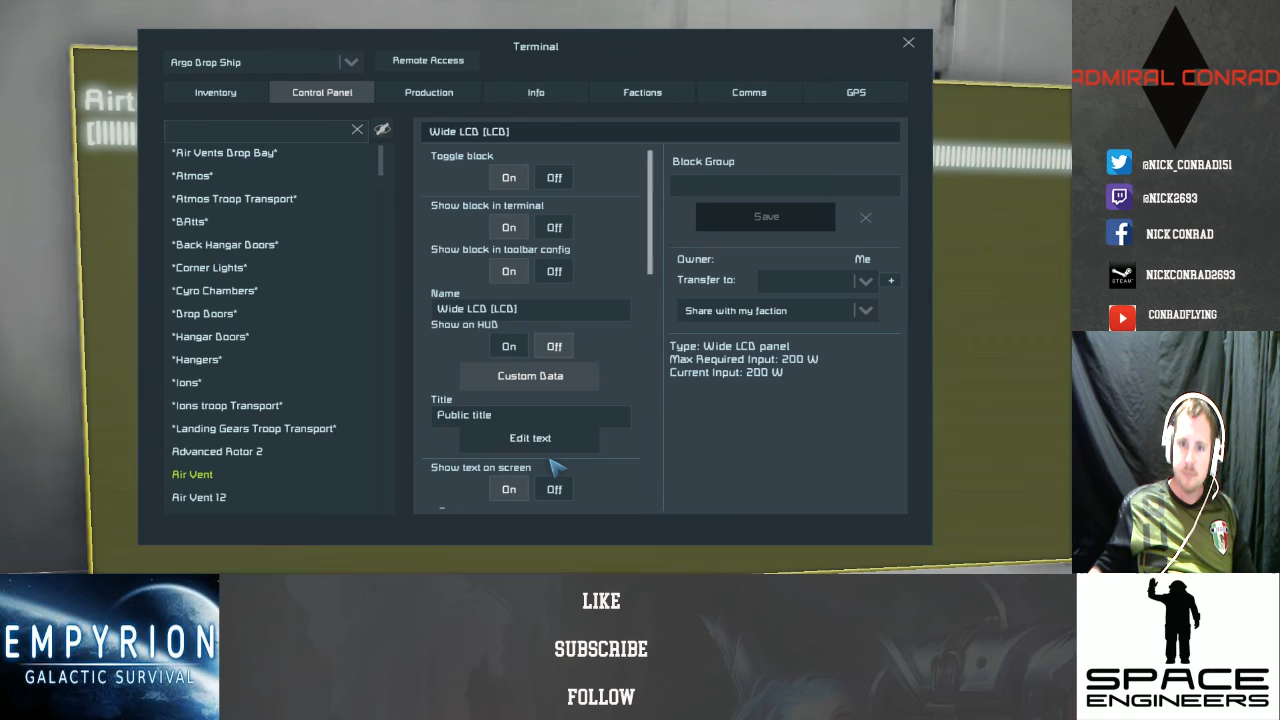 Terminal
Argo Drop Ship
Remote Access
Inventory
Control Panel
Production
Info
Factions
Comms
GPS
*Air Vents Drop Bay*
*Atmos*
*Atmos Troop Transport*
*BAtts*
*Back Hangar Doors*
*Corner Lights*
*Cyro Chambers*
*Drop Doors*
*Hangar Doors*
*Hangers*
*Ions*
*Ions troop Transport*
*Landing Gears Troop Transport*
Advanced Rotor 2
Air Vent
Air Vent 12
Wide LCD [LCD]
Toggle block
On Off
Show block in terminal
On Off
Show block in toolbar config
On Off
Name
Wide LCD [LCD]
Show on HUD
On Off
Custom Data
Title
Public title
Edit text
Show text on screen
On Off
Block Group
Save
Owner: Me
Transfer to:
+
Share with my faction
Type: Wide LCD panel
Max Required Input: 200 W
Current Input: 200 W
Airt
ADMIRAL CONRAD
@NICK_CONRAD151
@NICK2693
NICK CONRAD
STEAM
NICKCONRAD2693
CONRADFLYING
EMPYRION
GALACTIC SURVIVAL
LIKE
SUBSCRIBE
FOLLOW
SPACE
ENGINEERS